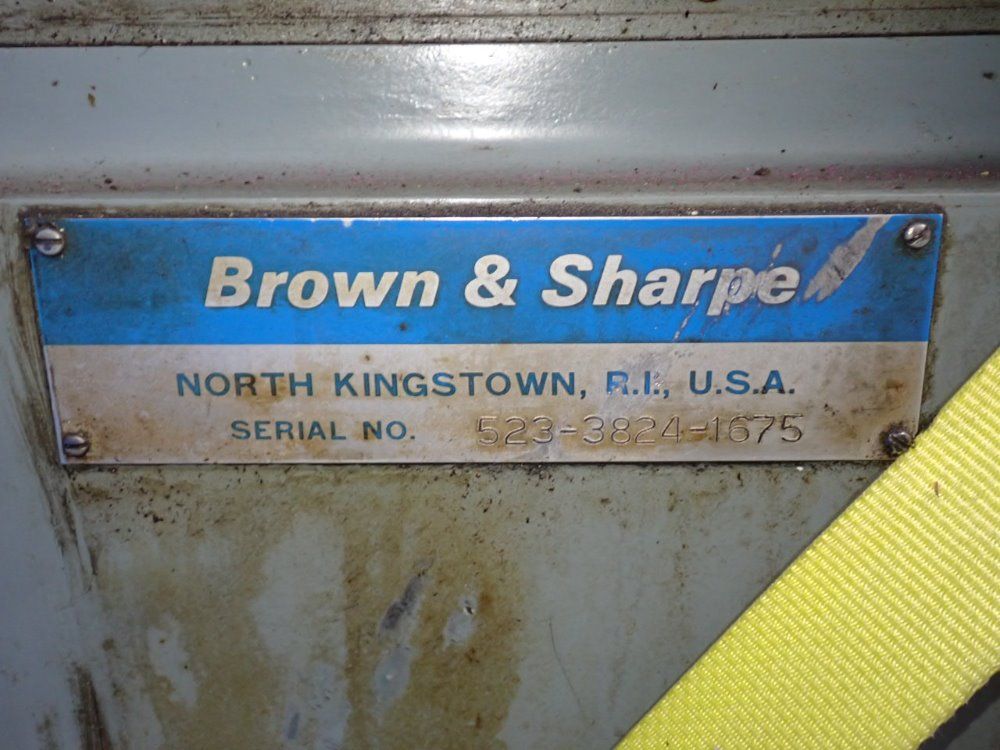 Brown & Sharpe
NORTH KINGSTOWN, R.I., U.S.A.
SERIAL NO. 523-3824-1675